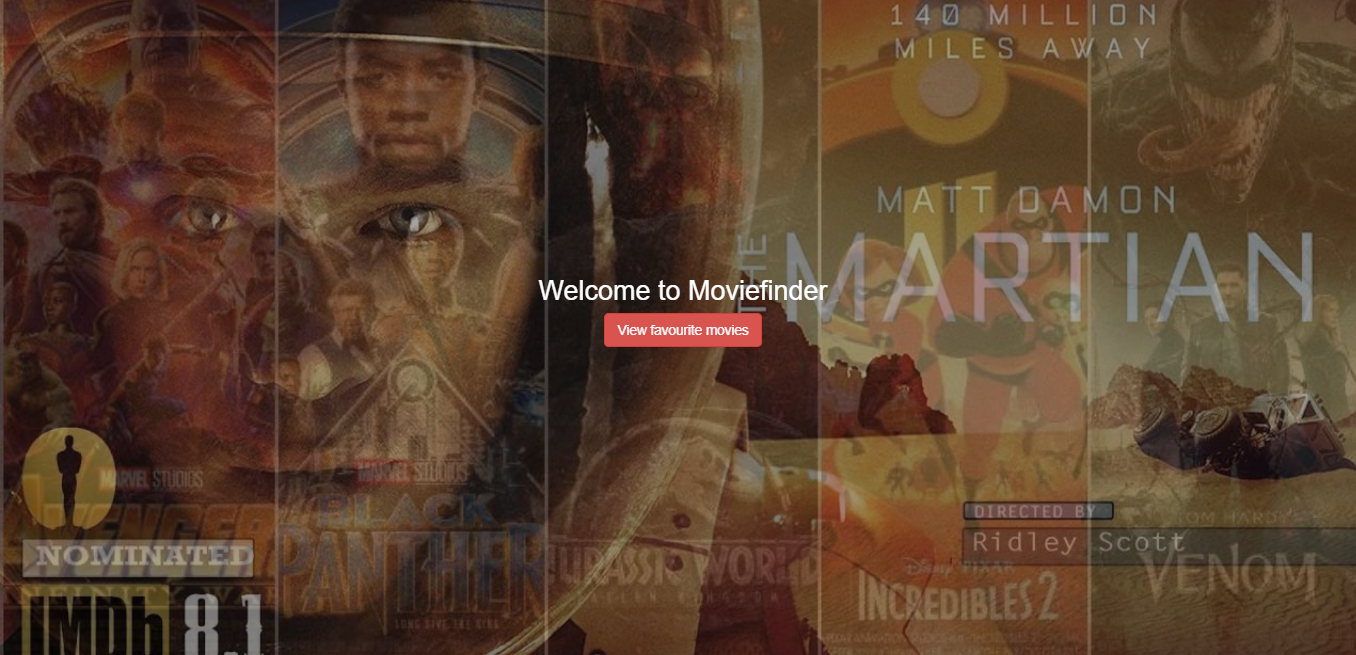 140 MILLION
MILES AWAY
MATT DAMON
THE
MARTIAN
Welcome to Moviefinder
View favourite movies
MARVEL STUDIOS
AVENGERS
MARVEL STUDIOS
BLACK
PANTHER
LONG LIVE THE KING
JURASSIC WORLD
FALLEN KINGDOM
DIRECTED BY
Ridley Scott
Disney PIXAR
INCREDIBLES 2
TOM HARDY
VENOM
NOMINATED
IMDb 8.1